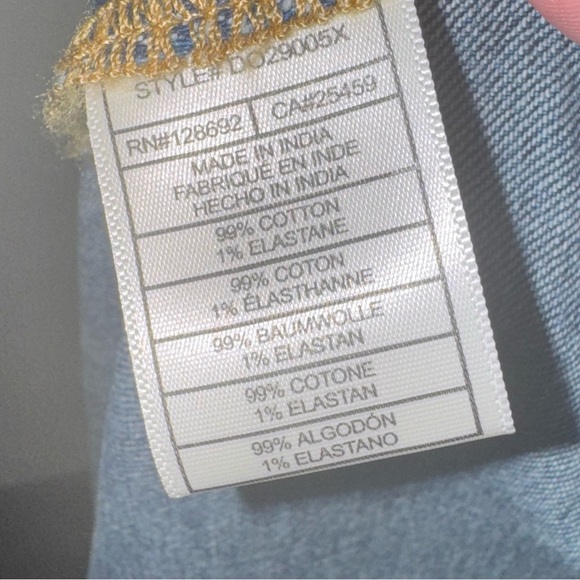 STYLE# DO29005X
RN#128692 CA#25459
MADE IN INDIA
FABRIQUÉ EN INDE
HECHO IN INDIA
99% COTTON
1% ELASTANE
99% COTON
1% ÉLASTHANNE
99% BAUMWOLLE
1% ELASTAN
99% COTONE
1% ELASTAN
99% ALGODÓN
1% ELASTANO